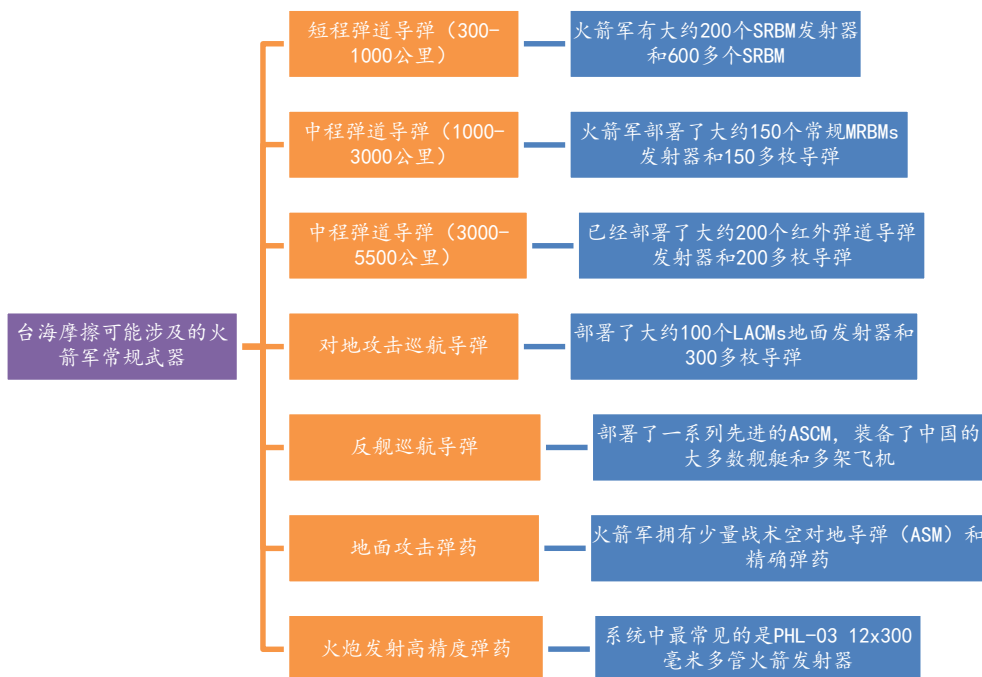 台海摩擦可能涉及的火
箭军常规武器
短程弹道导弹（300-
1000公里）
火箭军有大约200个SRBM发射器
和600多个SRBM
中程弹道导弹（1000-
3000公里）
火箭军部署了大约150个常规MRBMs
发射器和150多枚导弹
中程弹道导弹（3000-
5500公里）
已经部署了大约200个红外弹道导弹
发射器和200多枚导弹
对地攻击巡航导弹
部署了大约100个LACMs地面发射器和
300多枚导弹
反舰巡航导弹
部署了一系列先进的ASCM，装备了中国的
大多数舰艇和多架飞机
地面攻击弹药
火箭军拥有少量战术空对地导弹（ASM）和
精确弹药
火炮发射高精度弹药
系统中最常见的是PHL-03 12x300
毫米多管火箭发射器